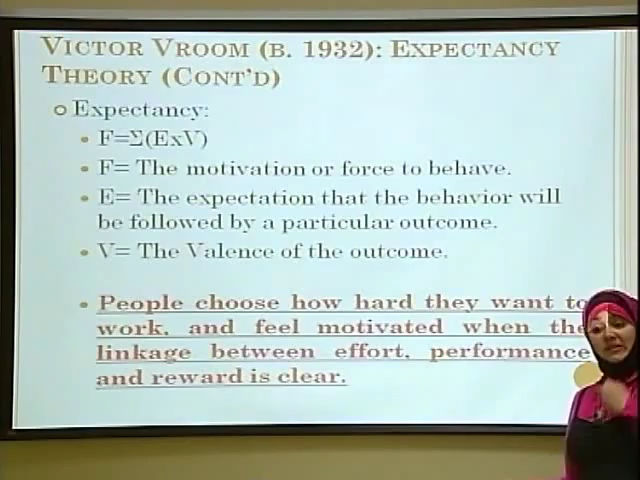 VICTOR VROOM (B. 1932): EXPECTANCY
THEORY (CONT'D)
Expectancy:
F=Σ(ExV)
F= The motivation or force to behave.
E= The expectation that the behavior will
be followed by a particular outcome.
V= The Valence of the outcome.
People choose how hard they want to
work, and feel motivated when the
linkage between effort, performance
and reward is clear.